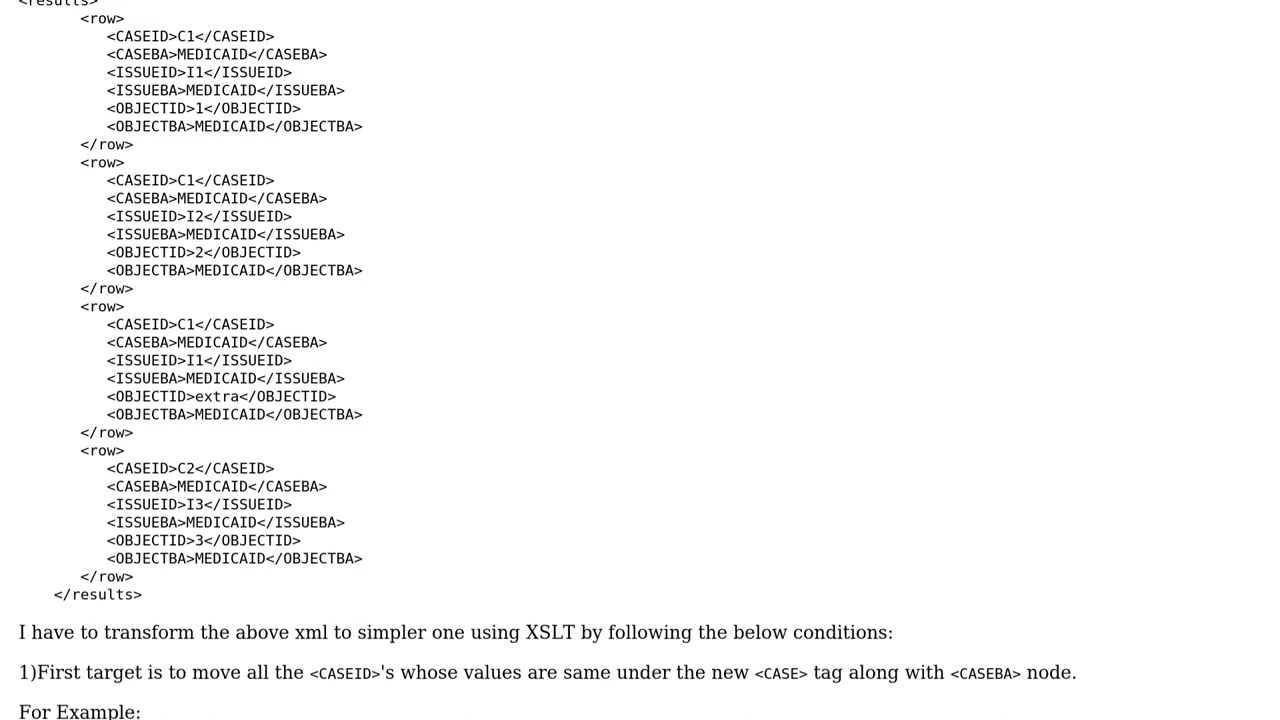 <results>
<row>
<CASEID>C1</CASEID>
<CASEBA>MEDICAID</CASEBA>
<ISSUEID>I1</ISSUEID>
<ISSUEBA>MEDICAID</ISSUEBA>
<OBJECTID>1</OBJECTID>
<OBJECTBA>MEDICAID</OBJECTBA>
</row>
<row>
<CASEID>C1</CASEID>
<CASEBA>MEDICAID</CASEBA>
<ISSUEID>I2</ISSUEID>
<ISSUEBA>MEDICAID</ISSUEBA>
<OBJECTID>2</OBJECTID>
<OBJECTBA>MEDICAID</OBJECTBA>
</row>
<row>
<CASEID>C1</CASEID>
<CASEBA>MEDICAID</CASEBA>
<ISSUEID>I1</ISSUEID>
<ISSUEBA>MEDICAID</ISSUEBA>
<OBJECTID>extra</OBJECTID>
<OBJECTBA>MEDICAID</OBJECTBA>
</row>
<row>
<CASEID>C2</CASEID>
<CASEBA>MEDICAID</CASEBA>
<ISSUEID>I3</ISSUEID>
<ISSUEBA>MEDICAID</ISSUEBA>
<OBJECTID>3</OBJECTID>
<OBJECTBA>MEDICAID</OBJECTBA>
</row>
</results>
I have to transform the above xml to simpler one using XSLT by following the below conditions:
1)First target is to move all the <CASEID>'s whose values are same under the new <CASE> tag along with <CASEBA> node.
For Example: